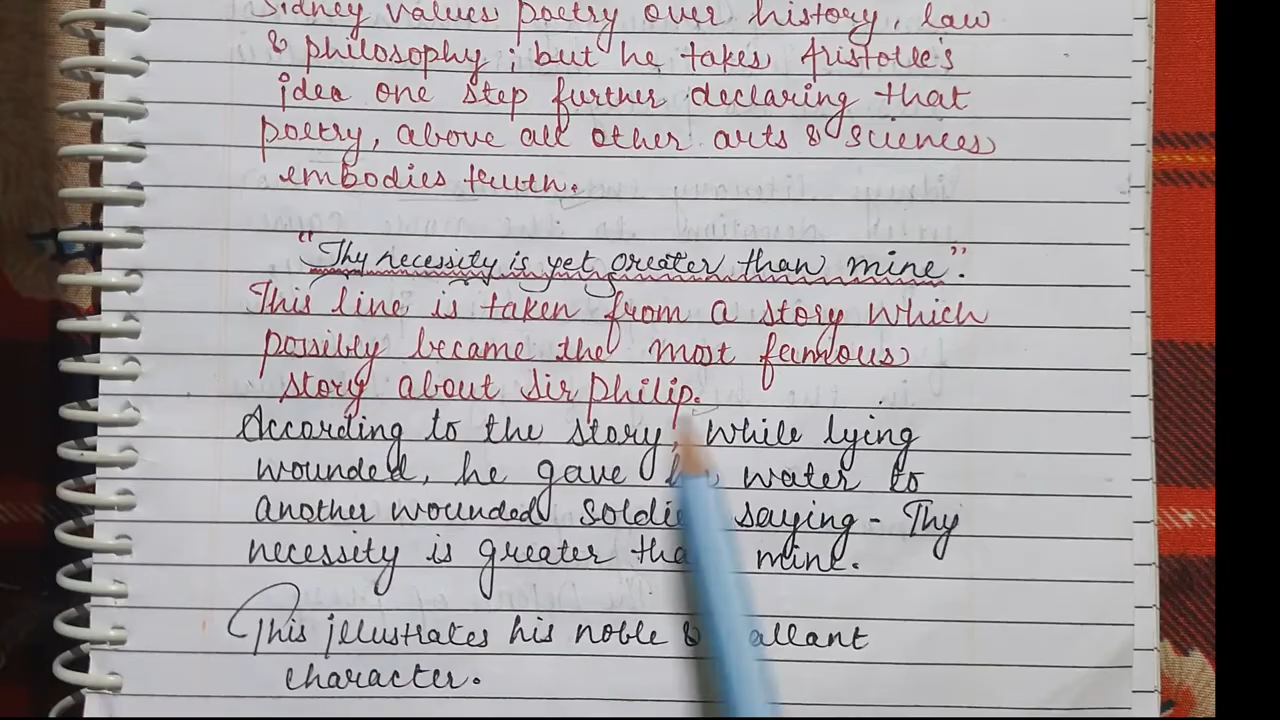 Sidney values poetry over history, law
& philosophy; but he takes Aristotle's
idea one step further declaring that
poetry, above all other arts & sciences
embodies truth.
"Thy necessity is yet greater than mine".
This line is taken from a story which
possibly became the most famous
story about Sir Philip.
According to the story, while lying
wounded, he gave water to
another wounded soldie saying - Thy
necessity is greater tha mine.
This illustrates his noble & allant
character.